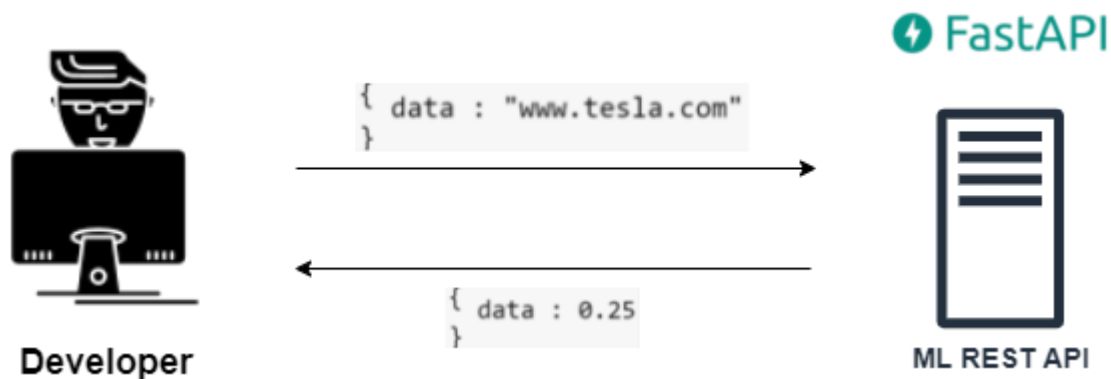 FastAPI
{
data : "www.tesla.com"
}
{
data : 0.25
}
Developer
ML REST API